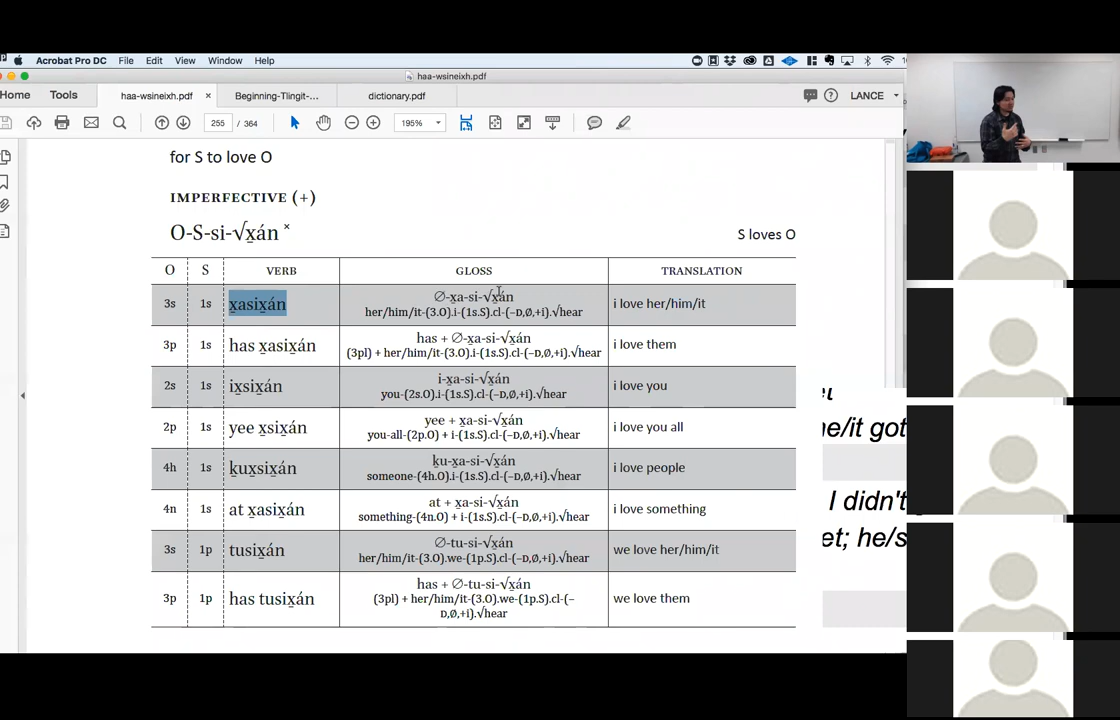 Acrobat Pro DC File Edit View Window Help
haa-wsineixh.pdf
Home Tools haa-wsineixh.pdf × Beginning-Tlingit-... dictionary.pdf LANCE
255 / 364 195%
for S to love O
IMPERFECTIVE (+)
O-S-si-√x̱án ×
S loves O
O S VERB GLOSS TRANSLATION
3s 1s x̱asix̱án ∅-x̱a-si-√x̱án i love her/him/it
her/him/it-(3.O).i-(1s.S).cl-(−D,∅,+i).√hear
3p 1s has x̱asix̱án has + ∅-x̱a-si-√x̱án i love them
(3pl) + her/him/it-(3.O).i-(1s.S).cl-(−D,∅,+i).√hear
2s 1s ix̱six̱án i-x̱a-si-√x̱án i love you
you-(2s.O).i-(1s.S).cl-(−D,∅,+i).√hear
2p 1s yee x̱six̱án yee + x̱a-si-√x̱án i love you all
you-all-(2p.O) + i-(1s.S).cl-(−D,∅,+i).√hear
4h 1s ḵux̱six̱án ḵu-x̱a-si-√x̱án i love people
someone-(4h.O).i-(1s.S).cl-(−D,∅,+i).√hear
4n 1s at x̱asix̱án at + x̱a-si-√x̱án i love something
something-(4n.O) + i-(1s.S).cl-(−D,∅,+i).√hear
3s 1p tusix̱án ∅-tu-si-√x̱án we love her/him/it
her/him/it-(3.O).we-(1p.S).cl-(−D,∅,+i).√hear
3p 1p has tusix̱án has + ∅-tu-si-√x̱án we love them
(3pl) + her/him/it-(3.O).we-(1p.S).cl-(−
D,∅,+i).√hear
he/it got
I didn't
et; he/s